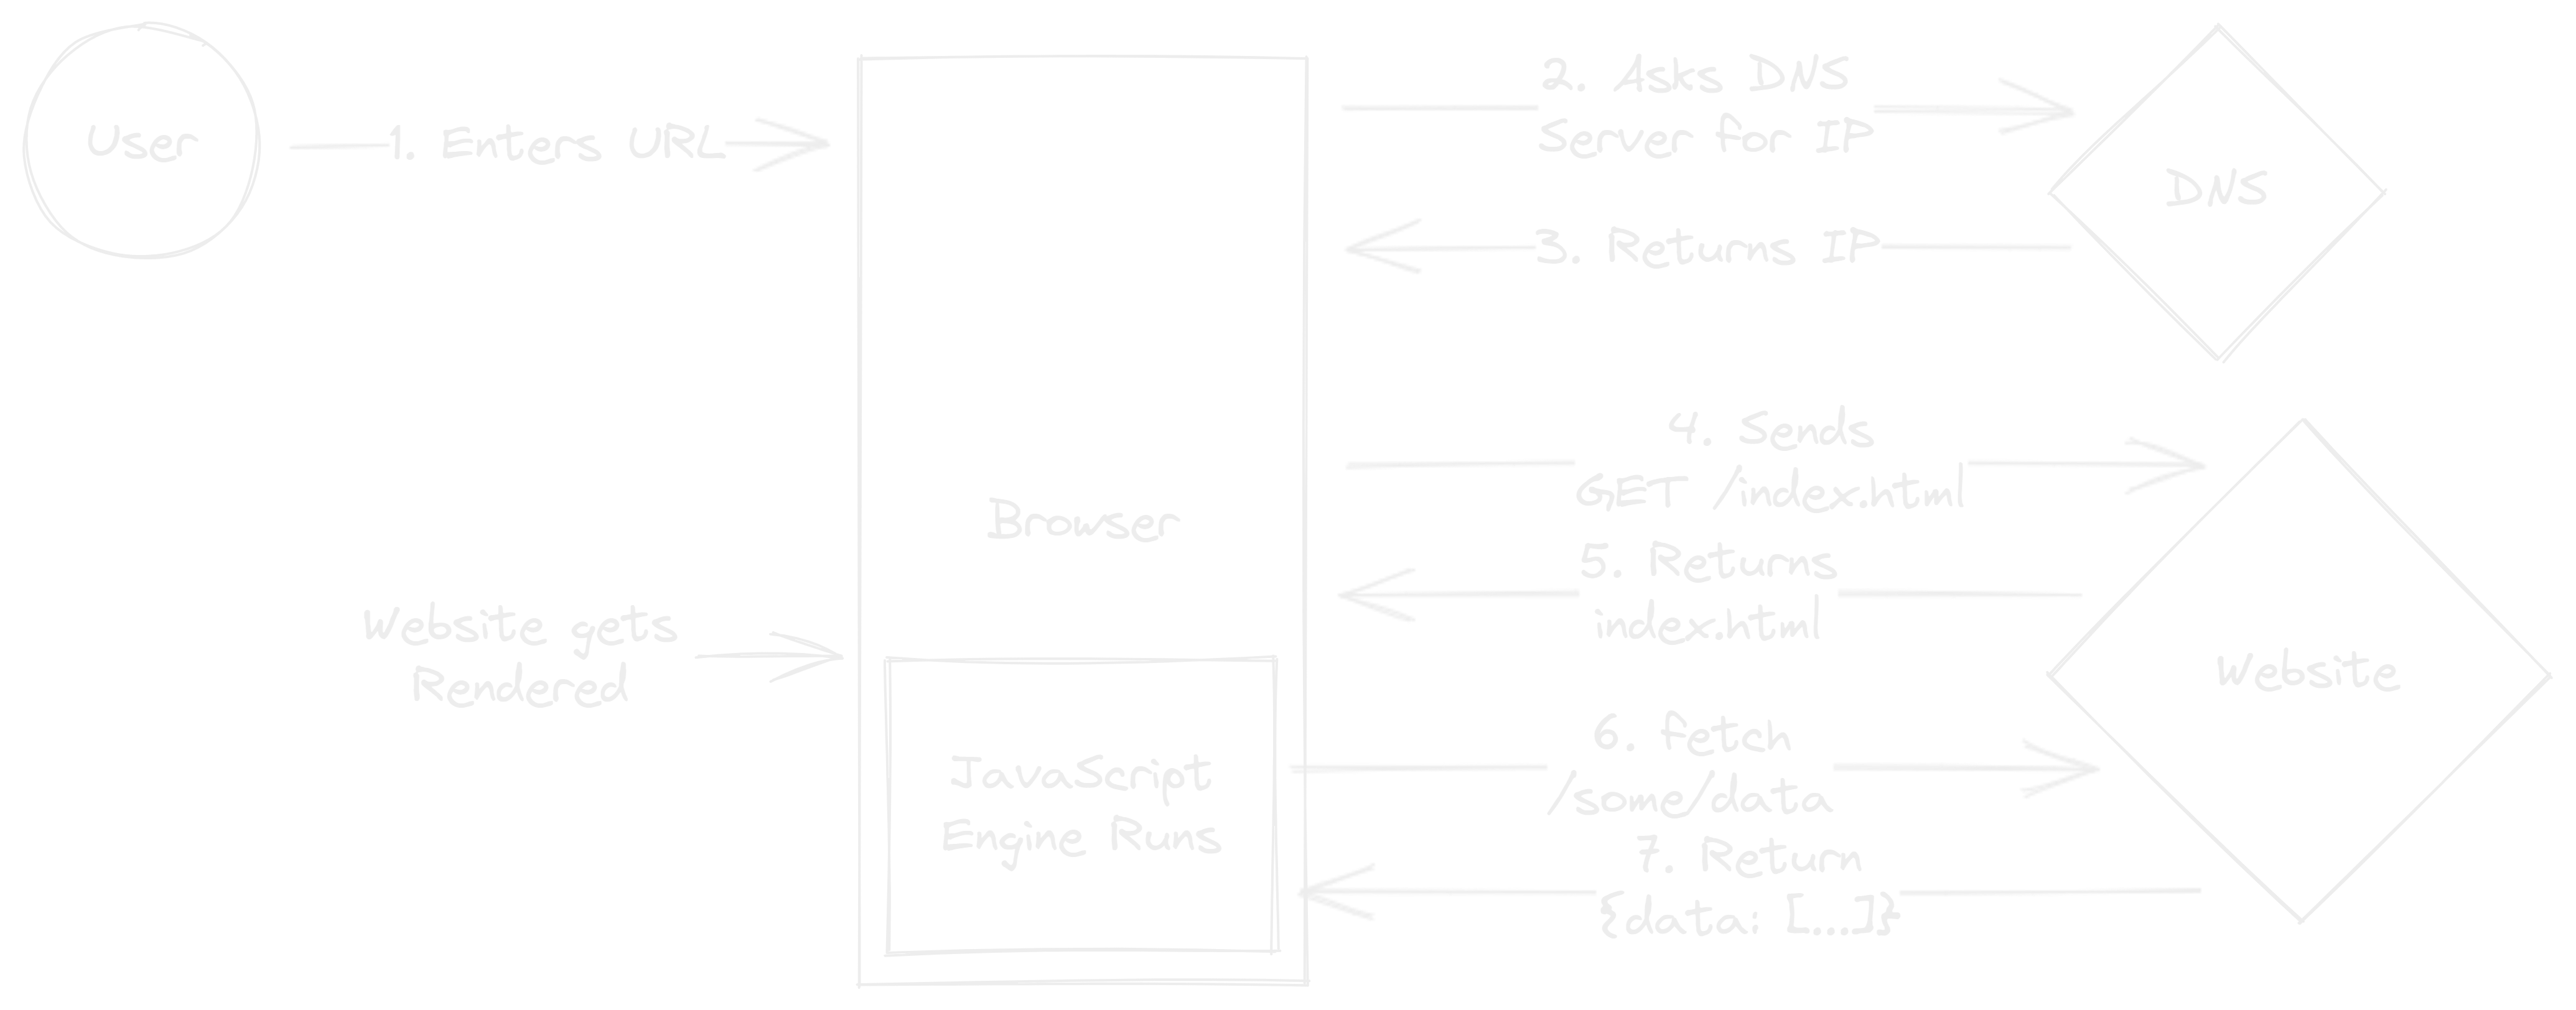 User
1. Enters URL
2. Asks DNS
Server for IP
DNS
3. Returns IP
4. Sends
GET /index.html
Browser
5. Returns
index.html
Website gets
Rendered
Website
JavaScript
Engine Runs
6. fetch
/some/data
7. Return
{data: [...]}